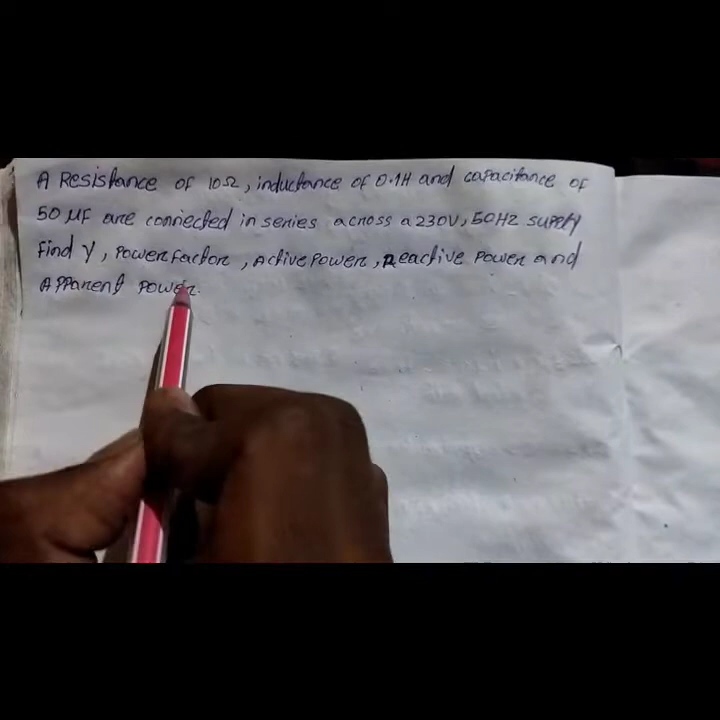 A Resistance of 10Ω, inductance of 0.1H and capacitance of
50 μF are connected in series across a 230V, 50HZ supply
find Y, Power factor, Active Power, Reactive Power and
Apparent Power.